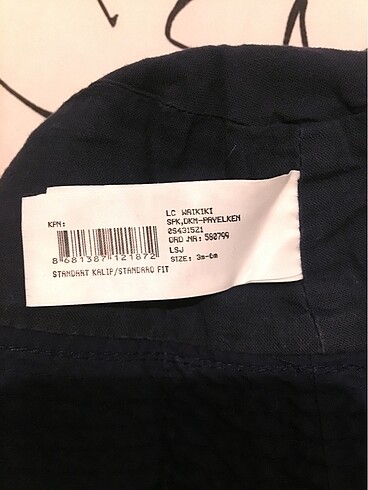 KPN:
8 681387 121872
STANDART KALIP/STANDARD FIT
LC WAIKIKI
SPK,DKM-PAVELKEN
0S431521
ORD.NR: 580799
LSJ
SIZE: 3m-6m